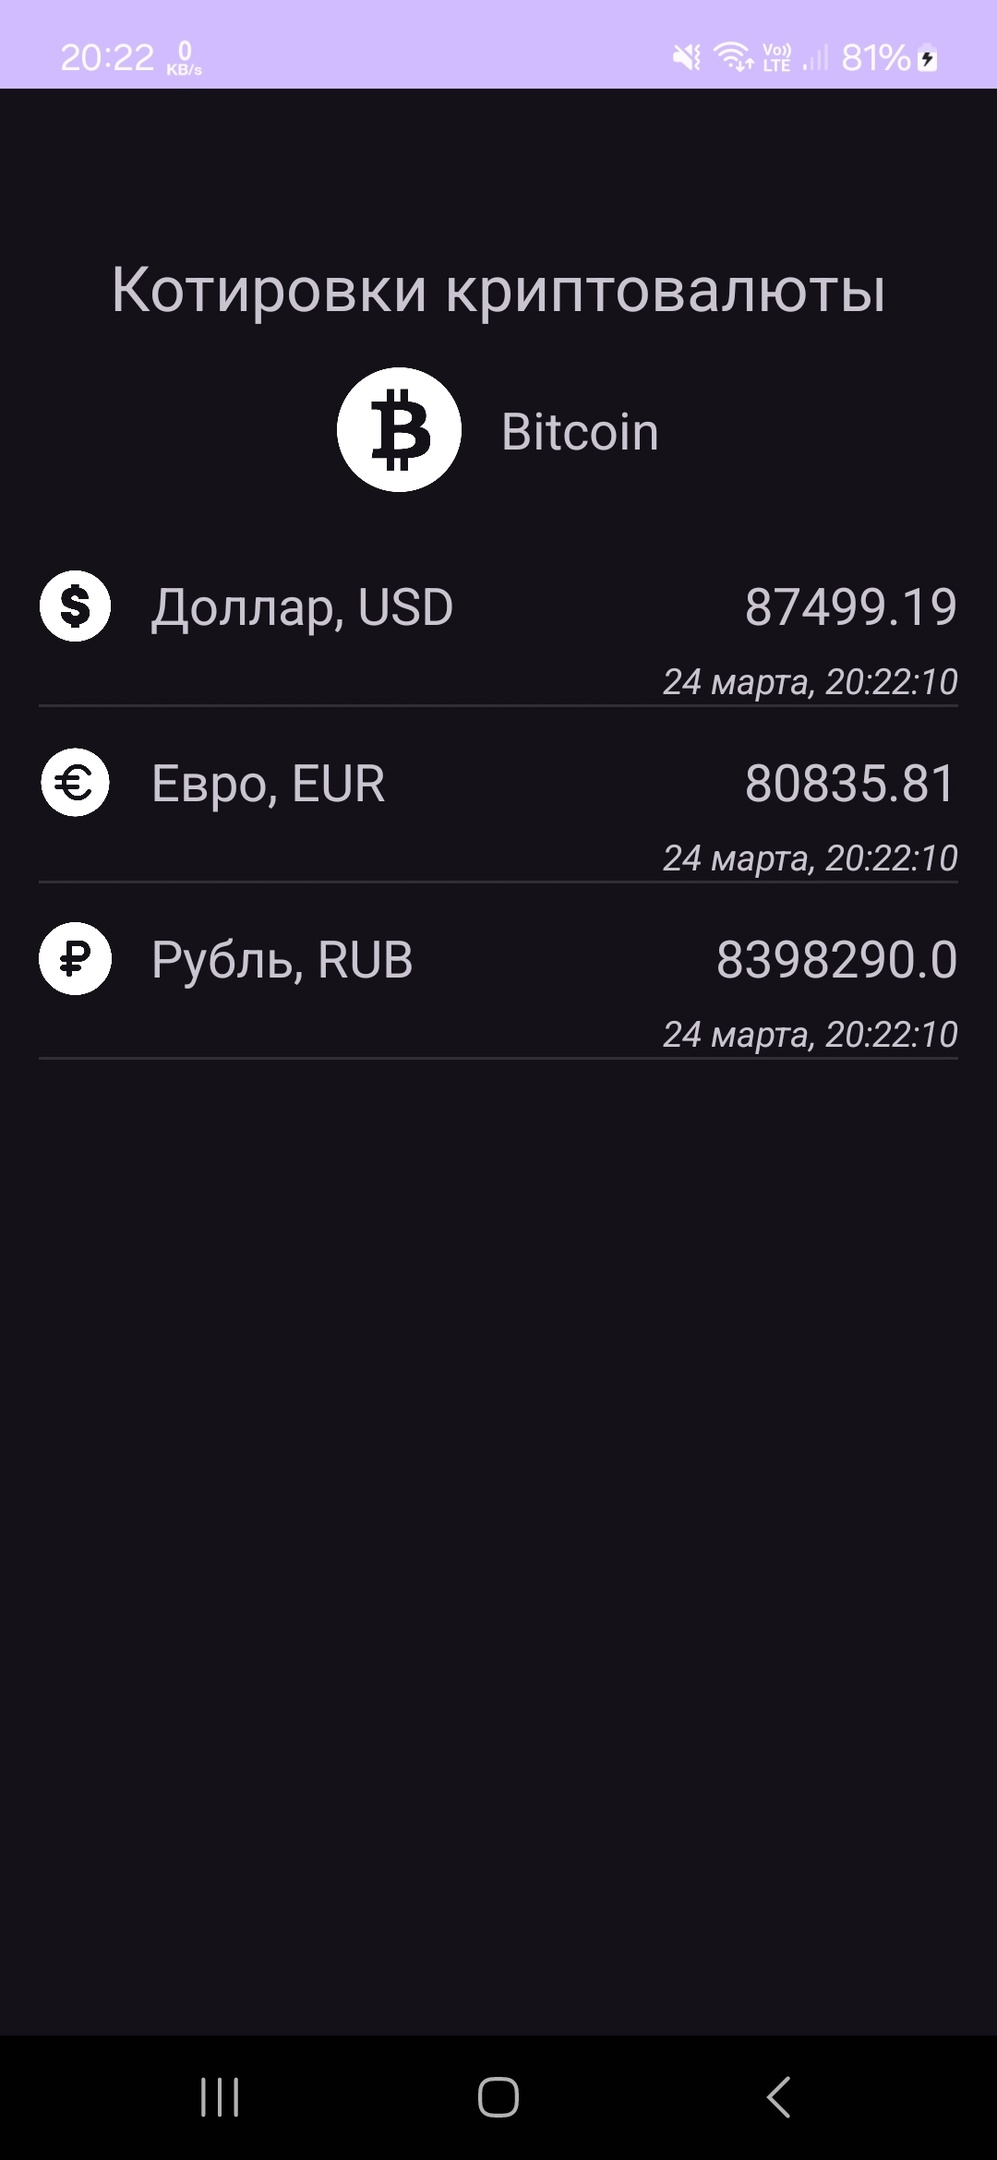 20:22 0 KB/s Vo)) LTE 81%
Котировки криптовалюты
Bitcoin
Доллар, USD 87499.19
24 марта, 20:22:10
Евро, EUR 80835.81
24 марта, 20:22:10
Рубль, RUB 8398290.0
24 марта, 20:22:10